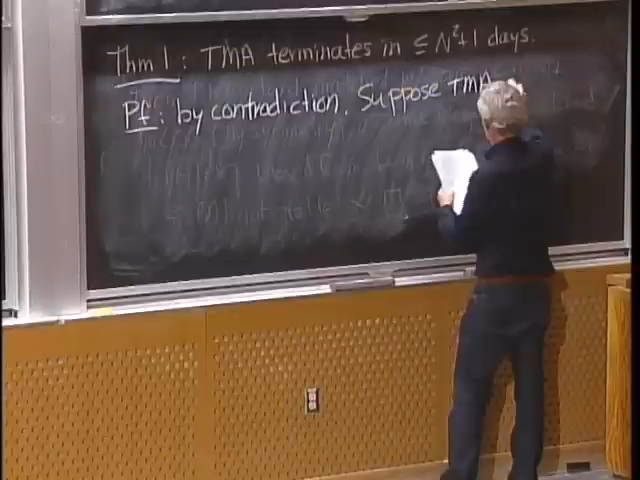 Thm 1: TMA terminates in ≤ N²+1 days.
Pf: by contradiction. Suppose TMA